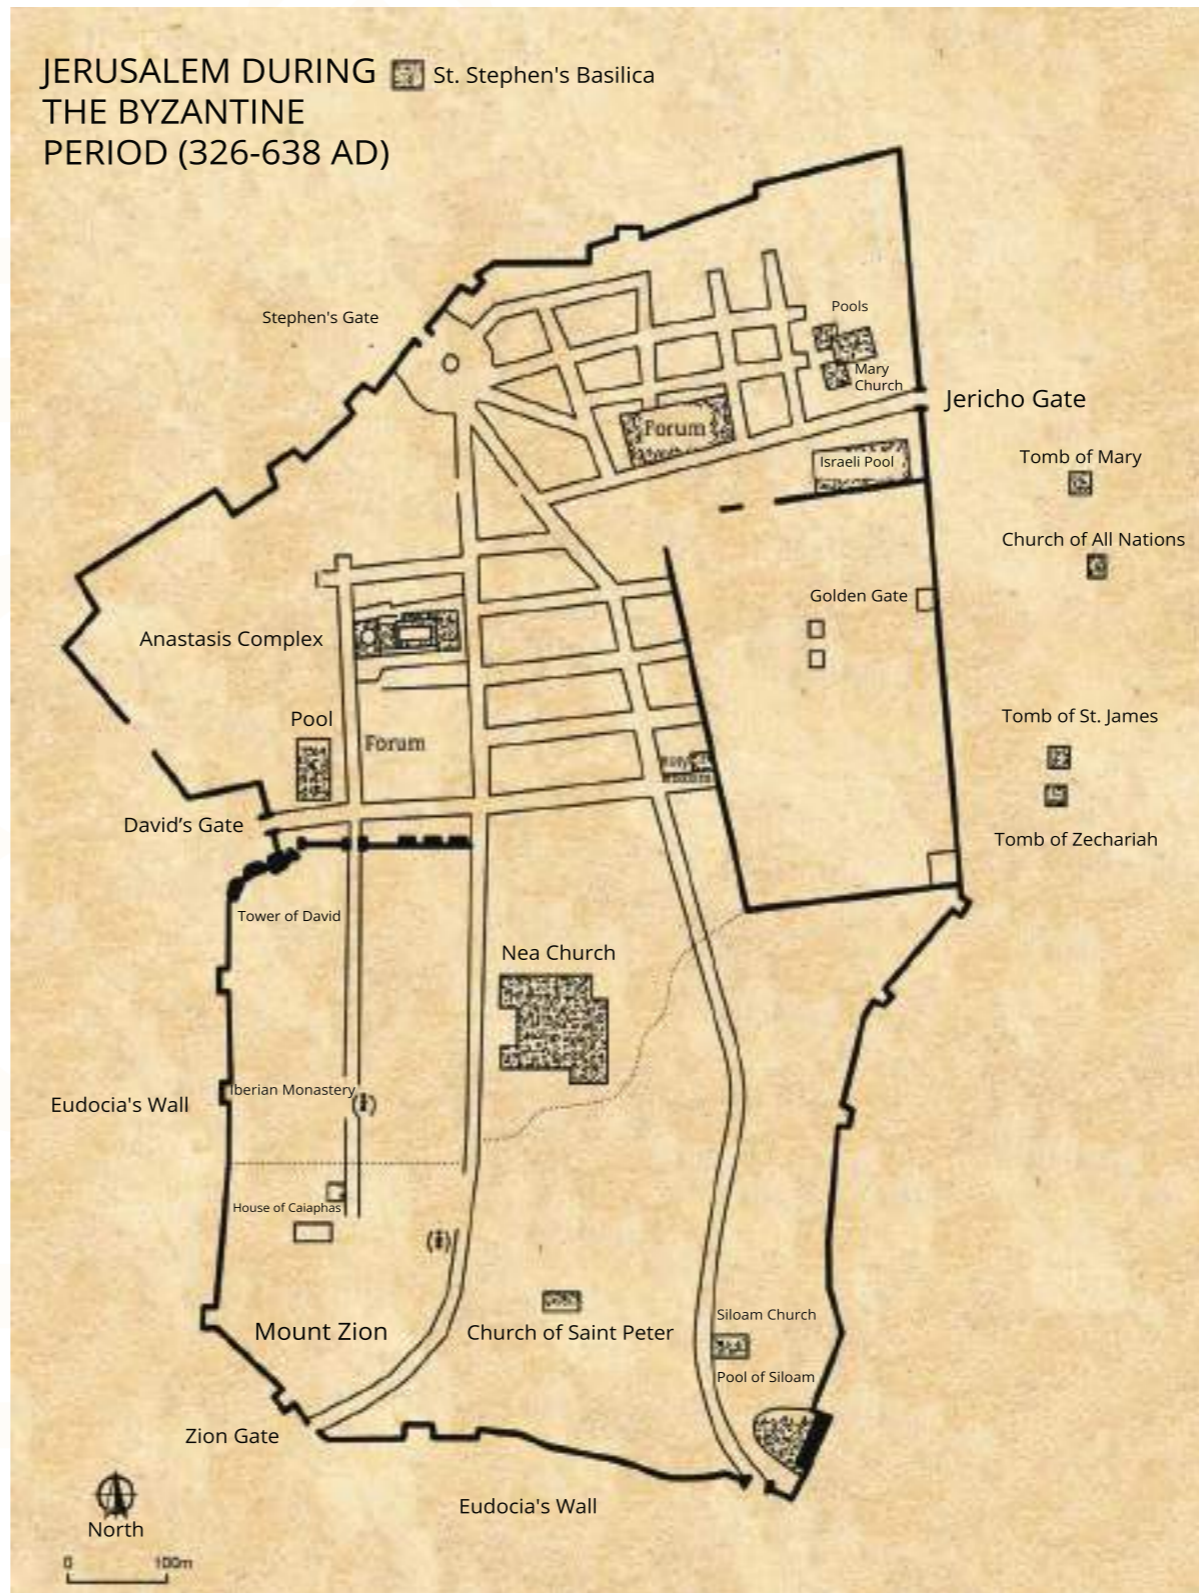 JERUSALEM DURING
THE BYZANTINE
PERIOD (326-638 AD)
St. Stephen's Basilica
Stephen's Gate
Pools
Mary
Church
Jericho Gate
Forum
Israeli Pool
Tomb of Mary
Church of All Nations
Golden Gate
Anastasis Complex
Pool
Forum
Tomb of St. James
David's Gate
Tomb of Zechariah
Tower of David
Nea Church
Iberian Monastery
Eudocia's Wall
House of Caiaphas
Mount Zion
Church of Saint Peter
Siloam Church
Pool of Siloam
Zion Gate
Eudocia's Wall
North
0 100m